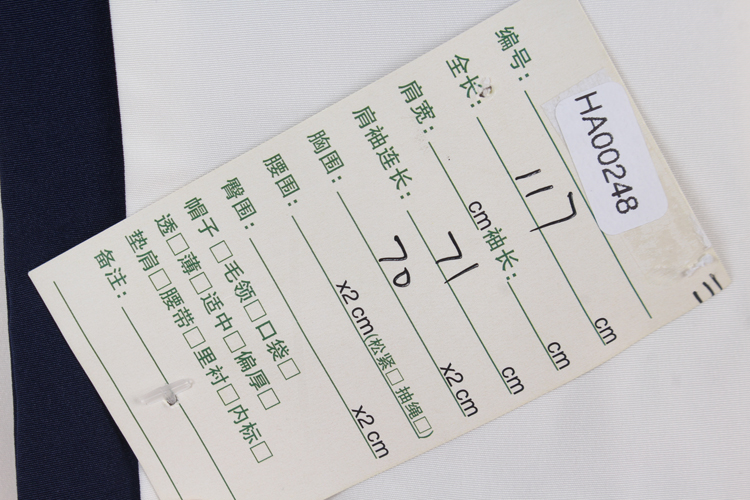 编号: HA00248
全长: 117 cm
肩宽: cm 袖长: cm
肩袖连长: 71 cm
胸围: 70 x2 cm
腰围: x2 cm(松紧□ 抽绳□)
臀围: x2 cm
帽子□毛领□口袋□
透□薄□适中□偏厚□
垫肩□腰带□里衬□内标□
备注: